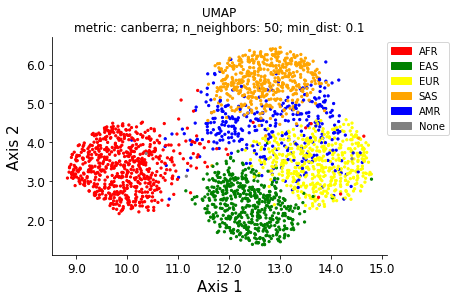 UMAP
metric: canberra; n_neighbors: 50; min_dist: 0.1
AFR
EAS
EUR
SAS
AMR
None
Axis 2
6.0
5.0
4.0
3.0
2.0
9.0 10.0 11.0 12.0 13.0 14.0 15.0
Axis 1